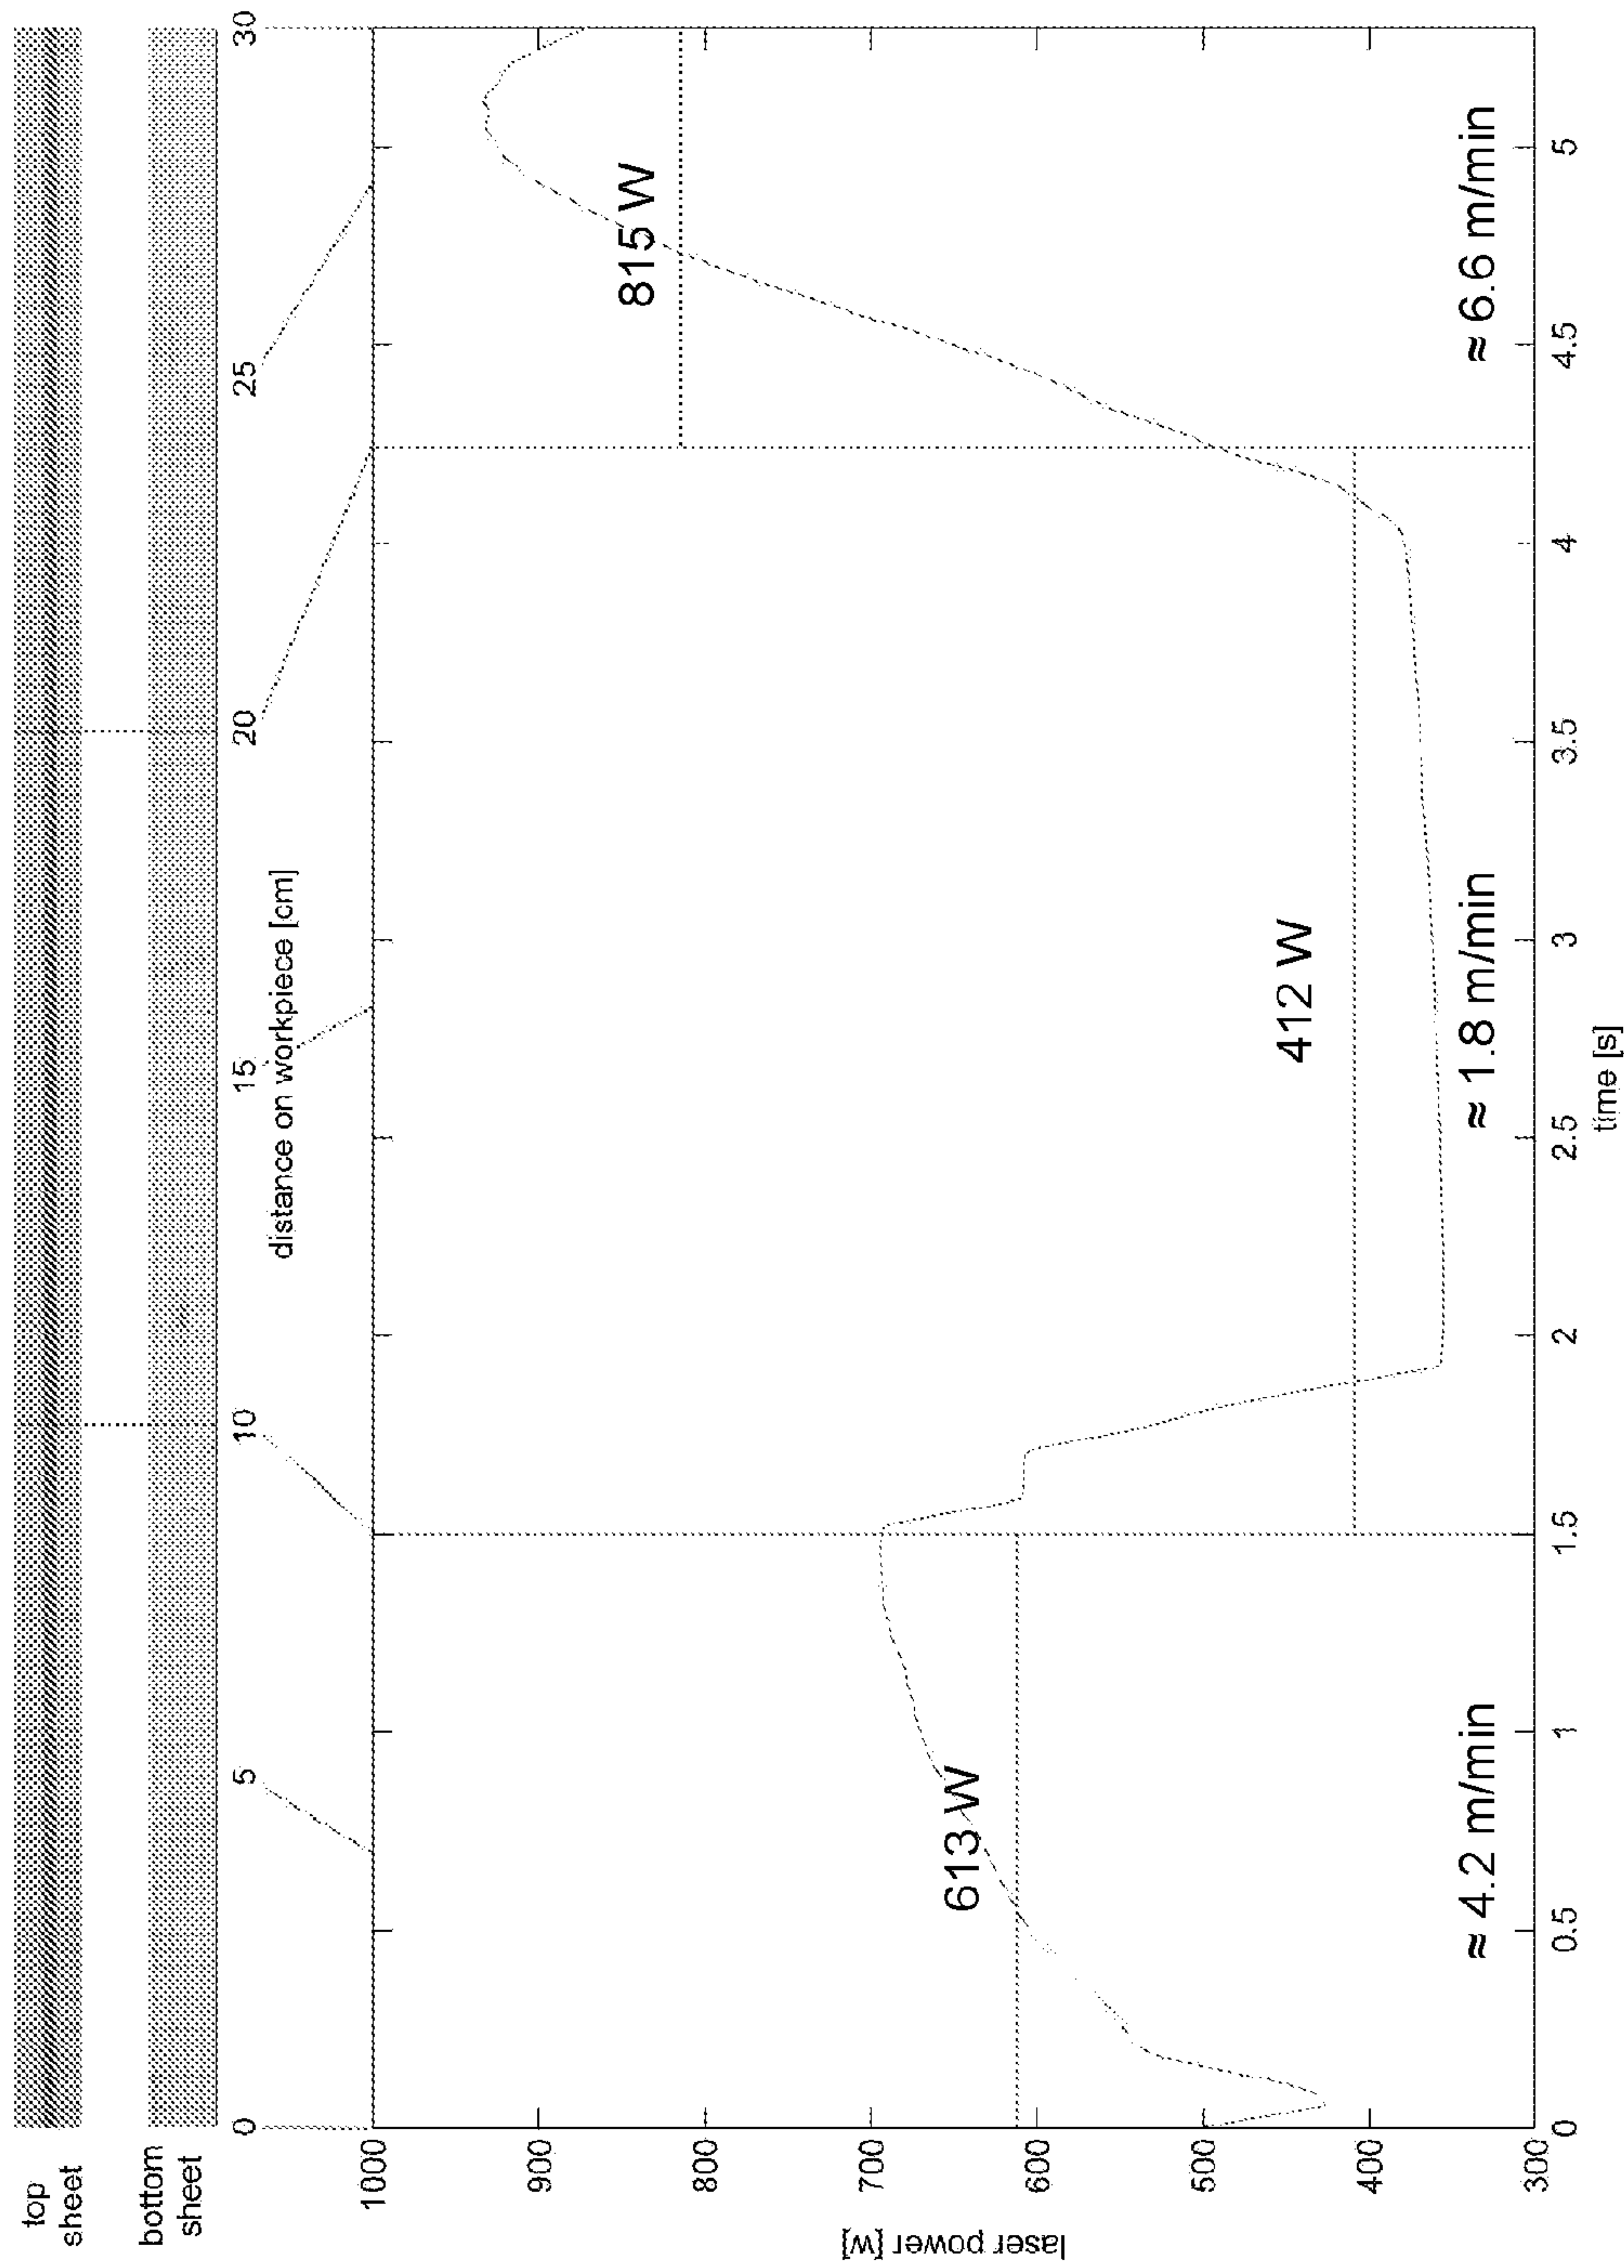 top
sheet
bottom
sheet
0
5
10
15
20
25
30
distance on workpiece [cm]
1000
900
800
700
600
500
400
300
laser power [w]
815 W
613 W
412 W
≈ 4.2 m/min
≈ 1.8 m/min
≈ 6.6 m/min
0
0.5
1
1.5
2
2.5
3
3.5
4
4.5
5
time [s]